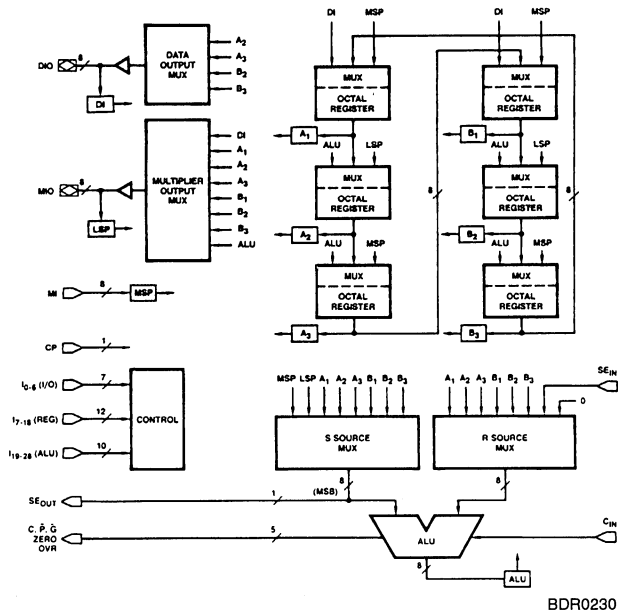 DIO
8
DATA
OUTPUT
MUX
A2
A3
B2
B3
DI
MIO
8
MULTIPLIER
OUTPUT
MUX
DI
A1
A2
A3
B1
B2
B3
ALU
LSP
MI
8
MSP
CP
1
I0-6 (I/O)
7
I7-18 (REG)
12
I19-28 (ALU)
10
CONTROL
DI
MSP
MUX
OCTAL
REGISTER
A1
ALU
LSP
MUX
OCTAL
REGISTER
A2
ALU
MSP
MUX
OCTAL
REGISTER
A3
8
DI
MSP
MUX
OCTAL
REGISTER
B1
ALU
LSP
MUX
OCTAL
REGISTER
B2
ALU
MSP
MUX
OCTAL
REGISTER
B3
8
MSP LSP A1 A2 A3 B1 B2 B3
S SOURCE
MUX
8
(MSB)
A1 A2 A3 B1 B2 B3
SEIN
0
R SOURCE
MUX
8
SEOUT
1
C, P̄, Ḡ
ZERO
OVR
5
ALU
CIN
8
ALU
BDR0230